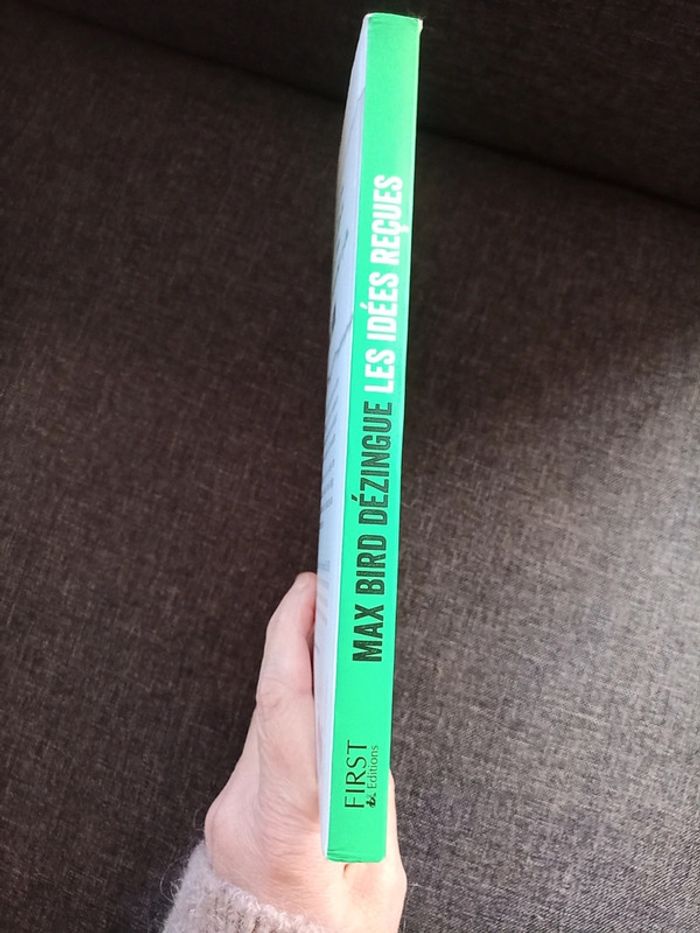 MAX BIRD DÉZINGUE LES IDÉES REÇUES
FIRST
Editions